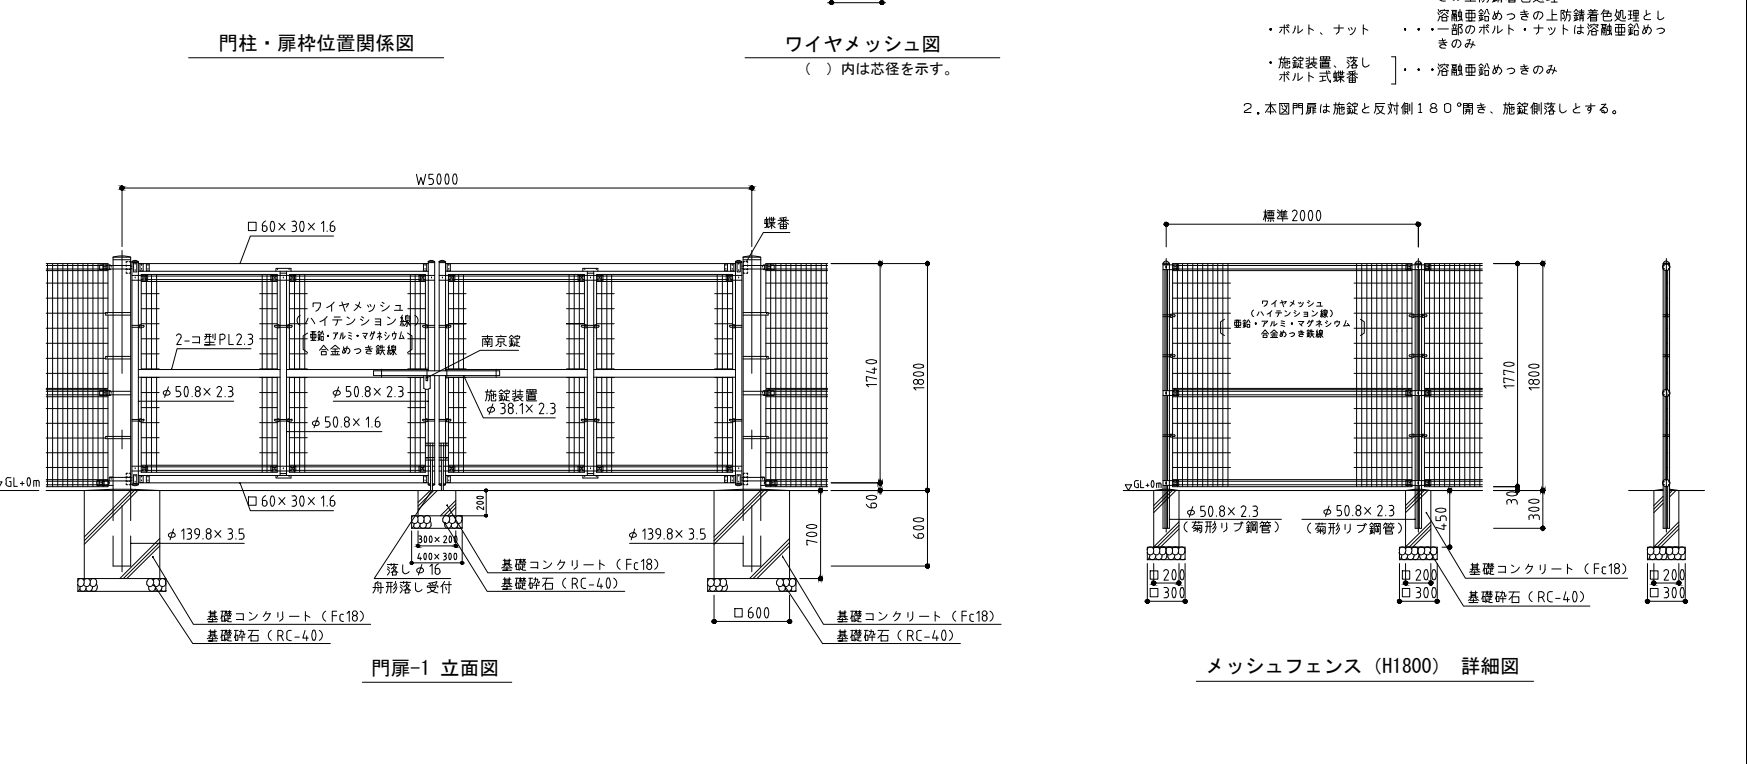 溶融亜鉛めっきの上防錆着色処理とし
・ボルト、ナット ・・・一部のボルト・ナットは溶融亜鉛めっ
きのみ
・施錠装置、落し
ボルト式蝶番
・・・溶融亜鉛めっきのみ
2.本図門扉は施錠と反対側180°開き、施錠側落しとする。
門柱・扉枠位置関係図
ワイヤメッシュ図
（　）内は芯径を示す。
W5000
□60×30×1.6
蝶番
ワイヤメッシュ
（ハイテンション線）
亜鉛・アルミ・マグネシウム
合金めっき鉄線
2-コ型PL2.3
南京錠
φ50.8×2.3
φ50.8×2.3
施錠装置
φ38.1×2.3
φ50.8×1.6
1740
1800
GL+0m
□60×30×1.6
200
60
φ139.8×3.5
φ139.8×3.5
700
600
300×200
400×300
落しφ16
舟形落し受付
基礎コンクリート（Fc18）
基礎砕石（RC-40）
□600
基礎コンクリート（Fc18）
基礎砕石（RC-40）
基礎コンクリート（Fc18）
基礎砕石（RC-40）
門扉-1 立面図
標準2000
ワイヤメッシュ
（ハイテンション線）
亜鉛・アルミ・マグネシウム
合金めっき鉄線
1770
1800
GL+0m
30
300
φ50.8×2.3
（菊形リブ鋼管）
φ50.8×2.3
（菊形リブ鋼管）
450
□200
□300
□200
□300
□200
□300
基礎コンクリート（Fc18）
基礎砕石（RC-40）
メッシュフェンス（H1800） 詳細図